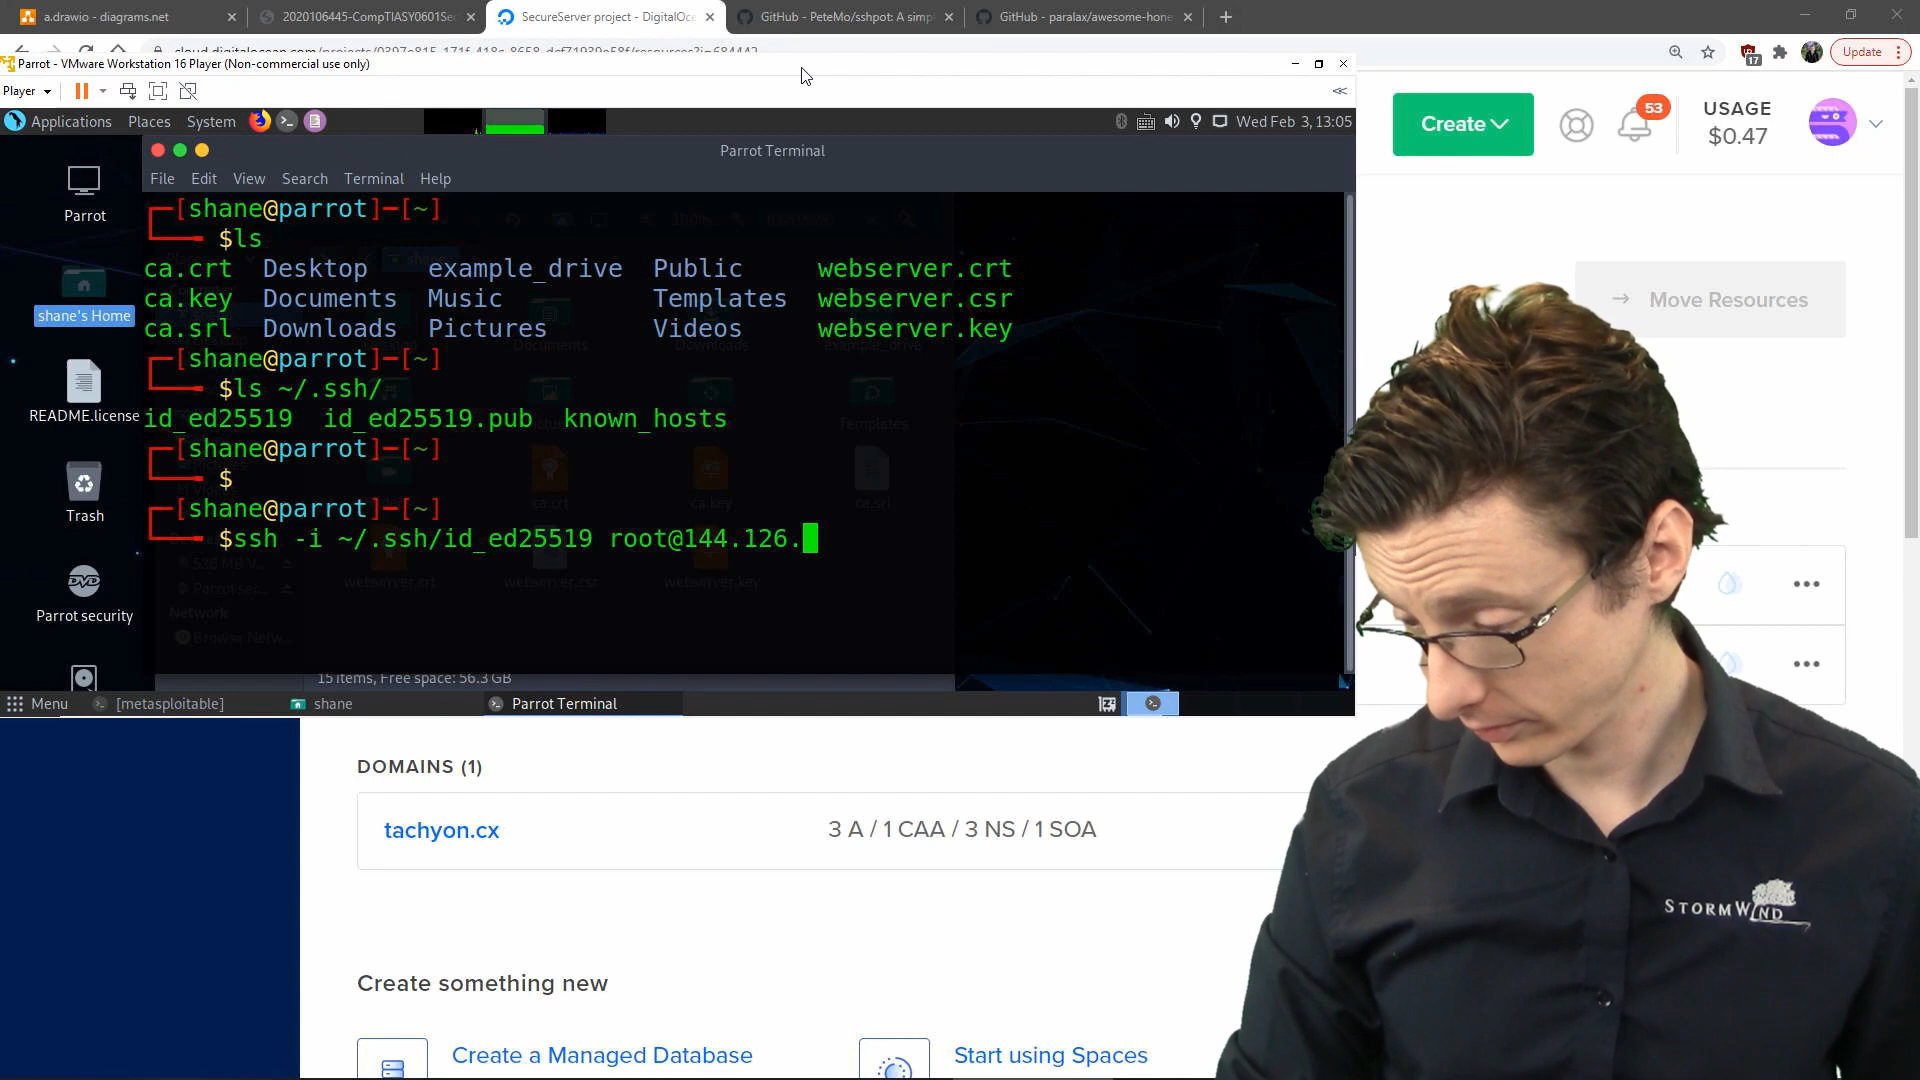 a.drawio - diagrams.net
2020106445-CompTIASY0601Sec
SecureServer project - DigitalOce
GitHub - PeteMo/sshpot: A simpl
GitHub - paralax/awesome-hone
17
Update
Parrot - VMware Workstation 16 Player (Non-commercial use only)
Player
Applications Places System
Wed Feb 3, 13:05
Parrot Terminal
File Edit View Search Terminal Help
Create
53
USAGE
$0.47
→ Move Resources
Parrot
shane's Home
README.license
Trash
DVD
Parrot security
[shane@parrot]-[~]
$ls
ca.crt Desktop example_drive Public webserver.crt
ca.key Documents Music Templates webserver.csr
ca.srl Downloads Pictures Videos webserver.key
[shane@parrot]-[~]
$ls ~/.ssh/
id_ed25519 id_ed25519.pub known_hosts
[shane@parrot]-[~]
$
[shane@parrot]-[~]
$ssh -i ~/.ssh/id_ed25519 root@144.126.
15 items, Free space: 56.3 GB
Menu
[metasploitable]
shane
Parrot Terminal
DOMAINS (1)
tachyon.cx
3 A / 1 CAA / 3 NS / 1 SOA
Create something new
Create a Managed Database
Start using Spaces
STORMWIND